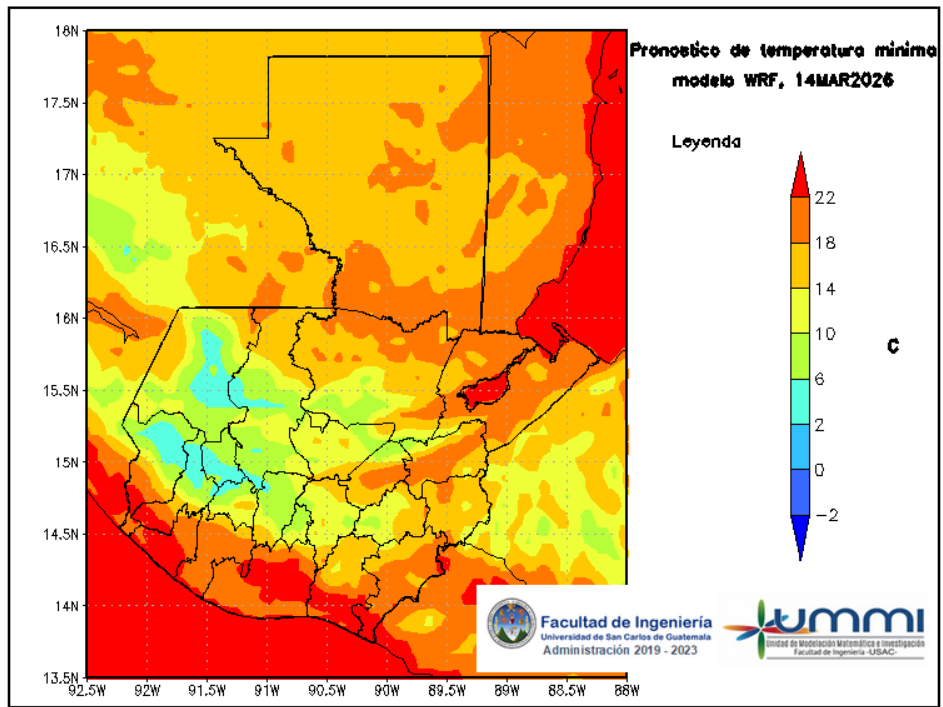 Pronostico de temperatura minima
modelo WRF, 14MAR2026
Leyenda
22
18
14
10
6
2
0
−2
C
18N
17.5N
17N
16.5N
16N
15.5N
15N
14.5N
14N
13.5N
92.5W
92W
91.5W
91W
90.5W
90W
89.5W
89W
88.5W
88W
Facultad de Ingeniería
Universidad de San Carlos de Guatemala
Administración 2019 - 2023
ummi
Unidad de Modelación Matemática e Investigación
Facultad de Ingeniería -USAC-